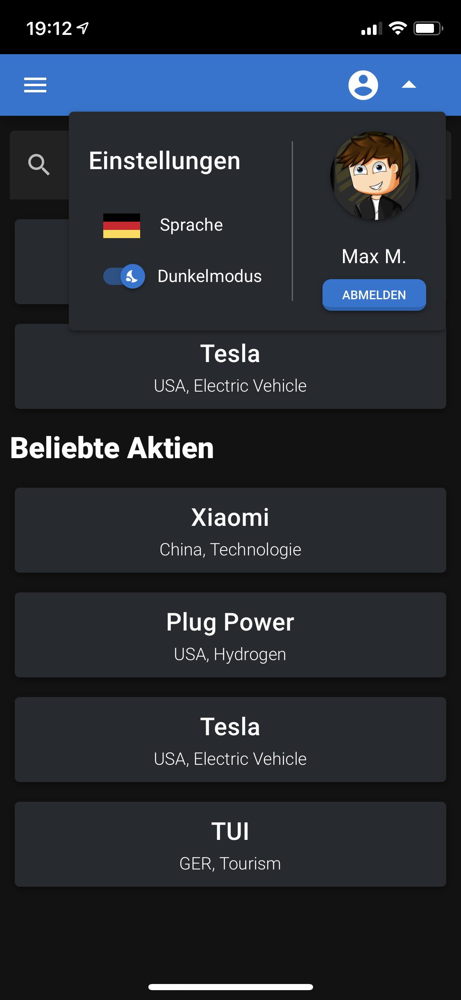 19:12
Einstellungen
Sprache
Dunkelmodus
Max M.
ABMELDEN
Tesla
USA, Electric Vehicle
Beliebte Aktien
Xiaomi
China, Technologie
Plug Power
USA, Hydrogen
Tesla
USA, Electric Vehicle
TUI
GER, Tourism